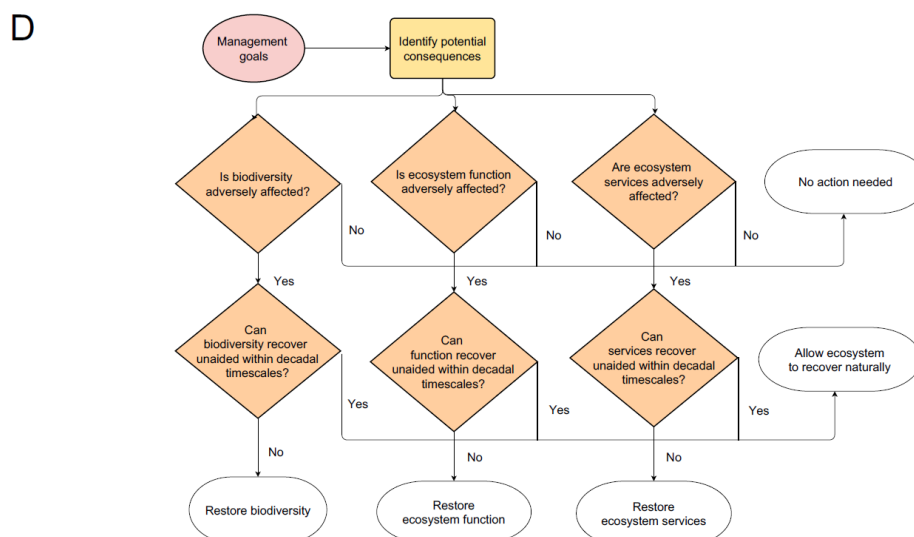 D
Management
goals
Identify potential
consequences
Is biodiversity
adversely affected?
Is ecosystem function
adversely affected?
Are ecosystem
services adversely
affected?
No action needed
No
No
No
Yes
Yes
Yes
Can
biodiversity recover
unaided within decadal
timescales?
Can
function recover
unaided within decadal
timescales?
Can
services recover
unaided within decadal
timescales?
Allow ecosystem
to recover naturally
Yes
Yes
Yes
No
No
No
Restore biodiversity
Restore
ecosystem function
Restore
ecosystem services